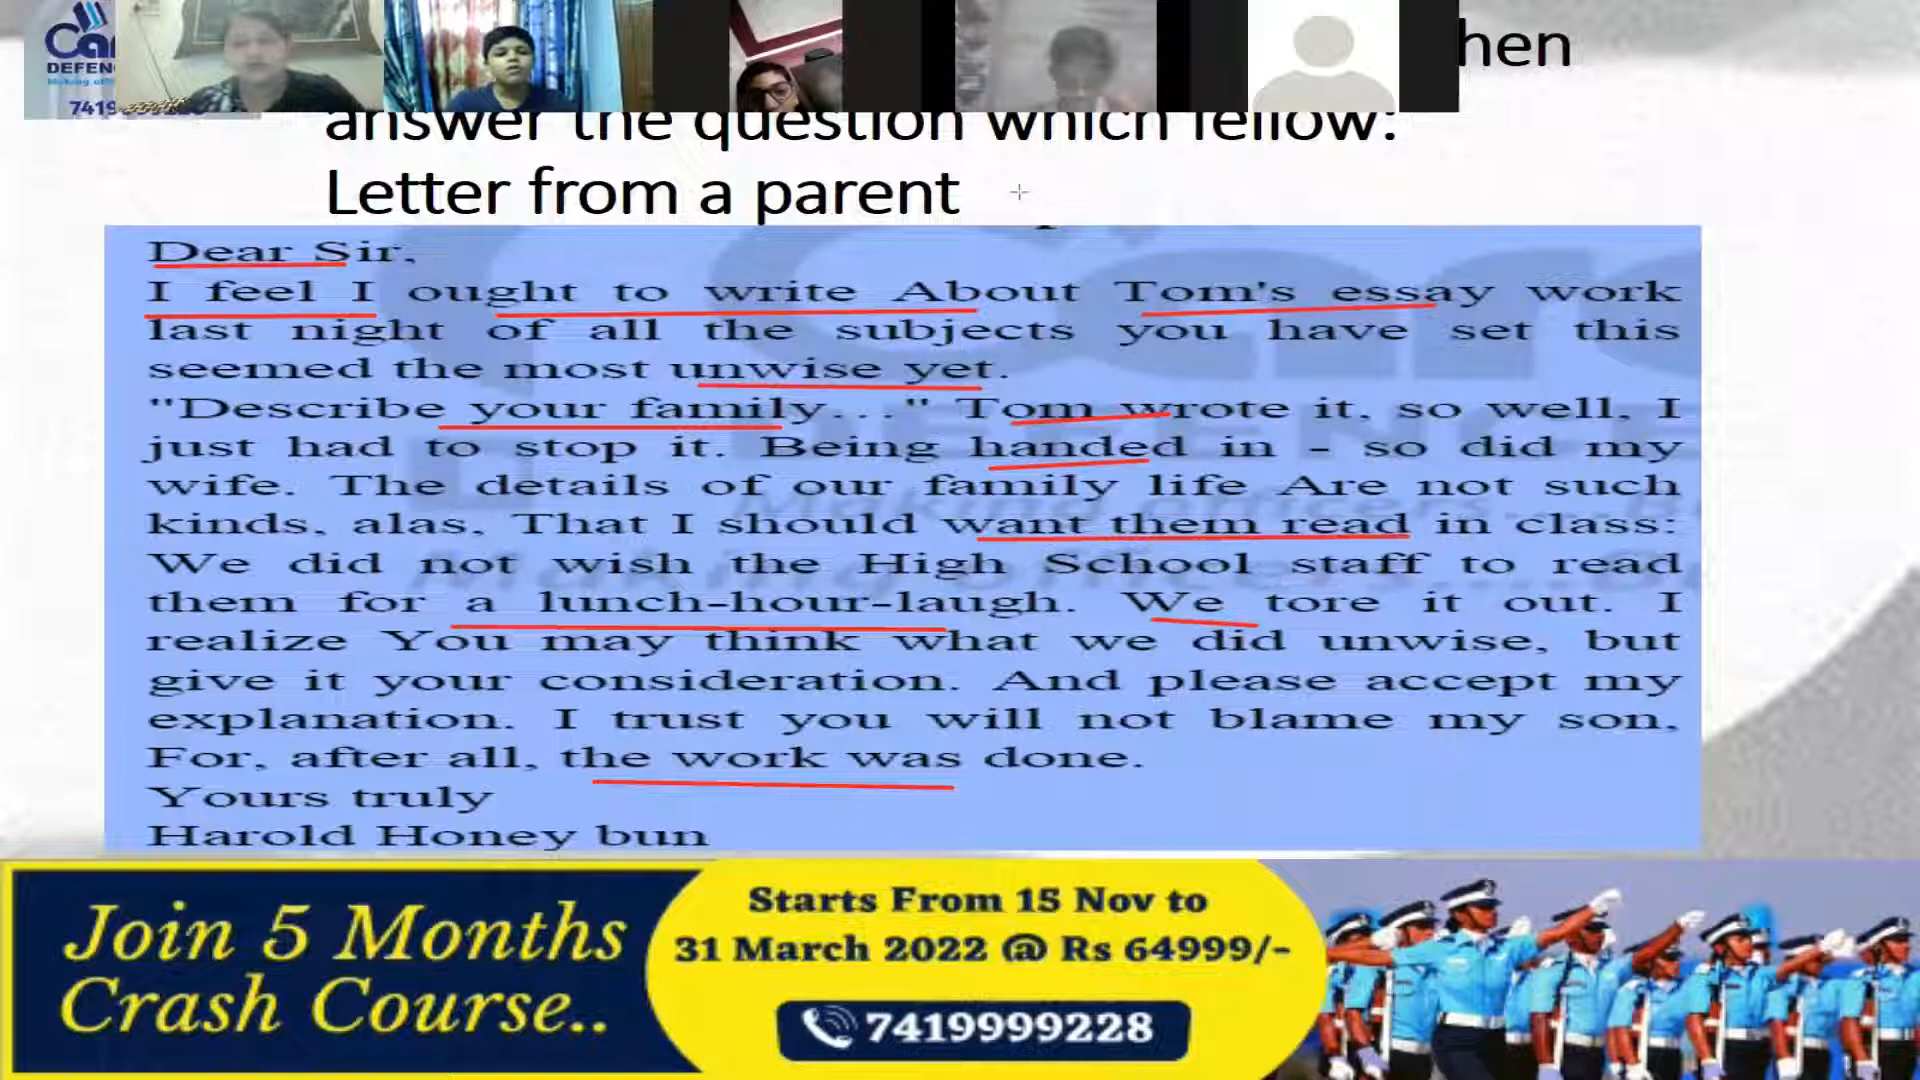 DEFEN
7419
hen
answer the question which fellow:
Letter from a parent
Dear Sir,
I feel I ought to write About Tom's essay work
last night of all the subjects you have set this
seemed the most unwise yet.
"Describe your family..." Tom wrote it, so well, I
just had to stop it. Being handed in - so did my
wife. The details of our family life Are not such
kinds, alas, That I should want them read in class:
We did not wish the High School staff to read
them for a lunch-hour-laugh. We tore it out. I
realize You may think what we did unwise, but
give it your consideration. And please accept my
explanation. I trust you will not blame my son,
For, after all, the work was done.
Yours truly
Harold Honey bun
Join 5 Months
Crash Course..
Starts From 15 Nov to
31 March 2022 @ Rs 64999/-
7419999228